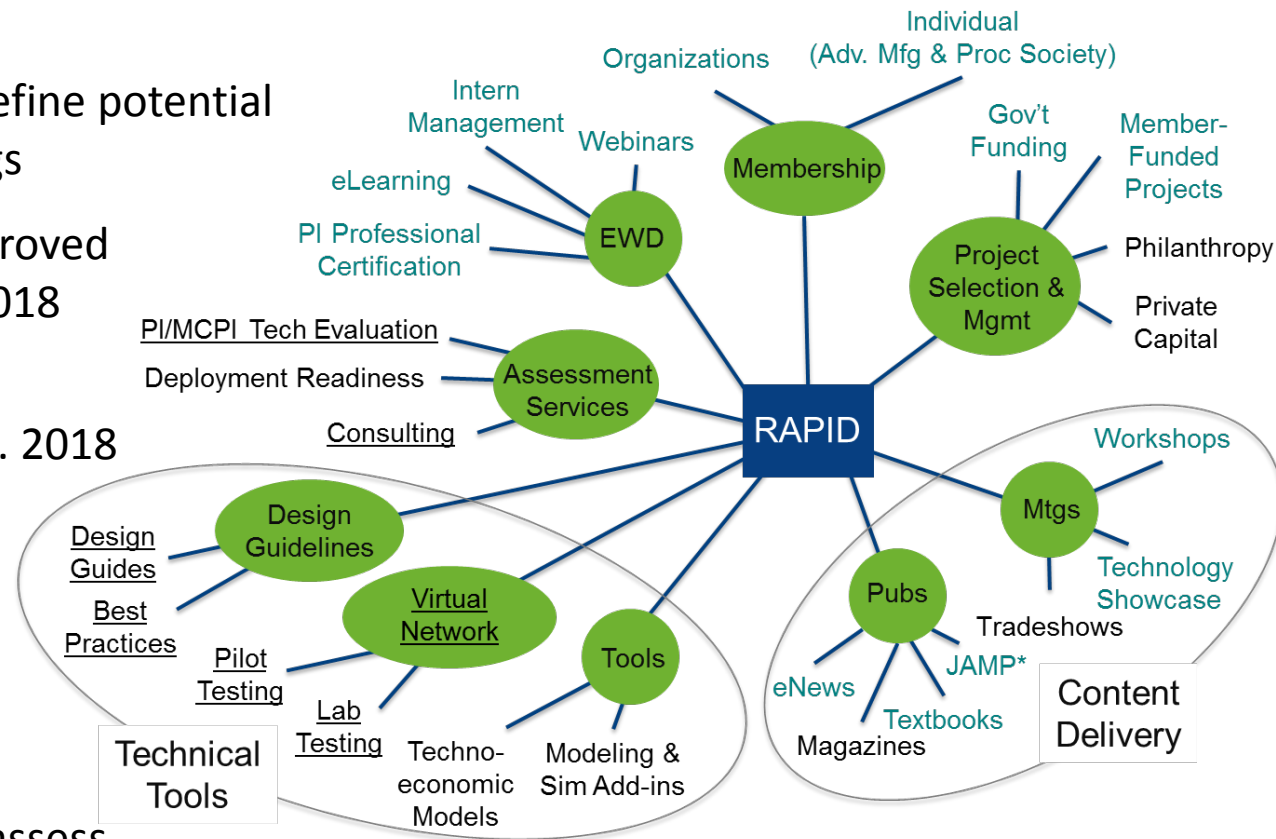 efine potential
gs
roved
018
. 2018
assess
Individual
(Adv. Mfg & Proc Society)
Organizations
Membership
Intern
Management
Webinars
eLearning
PI Professional
Certification
EWD
Gov't
Funding
Member-
Funded
Projects
Philanthropy
Private
Capital
Project
Selection &
Mgmt
PI/MCPI Tech Evaluation
Deployment Readiness
Consulting
Assessment
Services
RAPID
Workshops
Mtgs
Technology
Showcase
Tradeshows
Design
Guidelines
Design
Guides
Best
Practices
Virtual
Network
Pilot
Testing
Lab
Testing
Tools
Techno-
economic
Models
Modeling &
Sim Add-ins
Technical
Tools
Pubs
eNews
Magazines
Textbooks
JAMP*
Content
Delivery